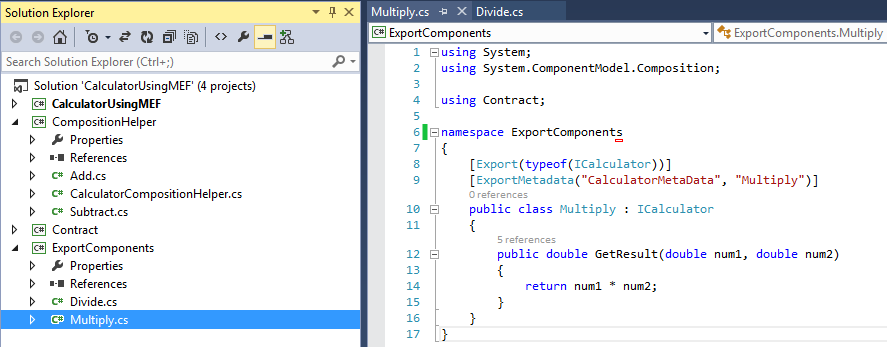 Solution Explorer
Search Solution Explorer (Ctrl+;)
Solution 'CalculatorUsingMEF' (4 projects)
C# CalculatorUsingMEF
C# CompositionHelper
Properties
References
C# Add.cs
C# CalculatorCompositionHelper.cs
C# Subtract.cs
C# Contract
C# ExportComponents
Properties
References
C# Divide.cs
C# Multiply.cs
Multiply.cs Divide.cs
C# ExportComponents ExportComponents.Multiply
1 using System;
2 using System.ComponentModel.Composition;
3
4 using Contract;
5
6 namespace ExportComponents
7 {
8 [Export(typeof(ICalculator))]
9 [ExportMetadata("CalculatorMetaData", "Multiply")]
0 references
10 public class Multiply : ICalculator
11 {
5 references
12 public double GetResult(double num1, double num2)
13 {
14 return num1 * num2;
15 }
16 }
17 }